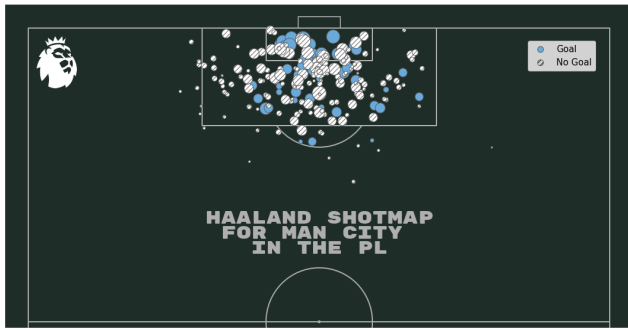 Goal
No Goal
HAALAND SHOTMAP
FOR MAN CITY
IN THE PL